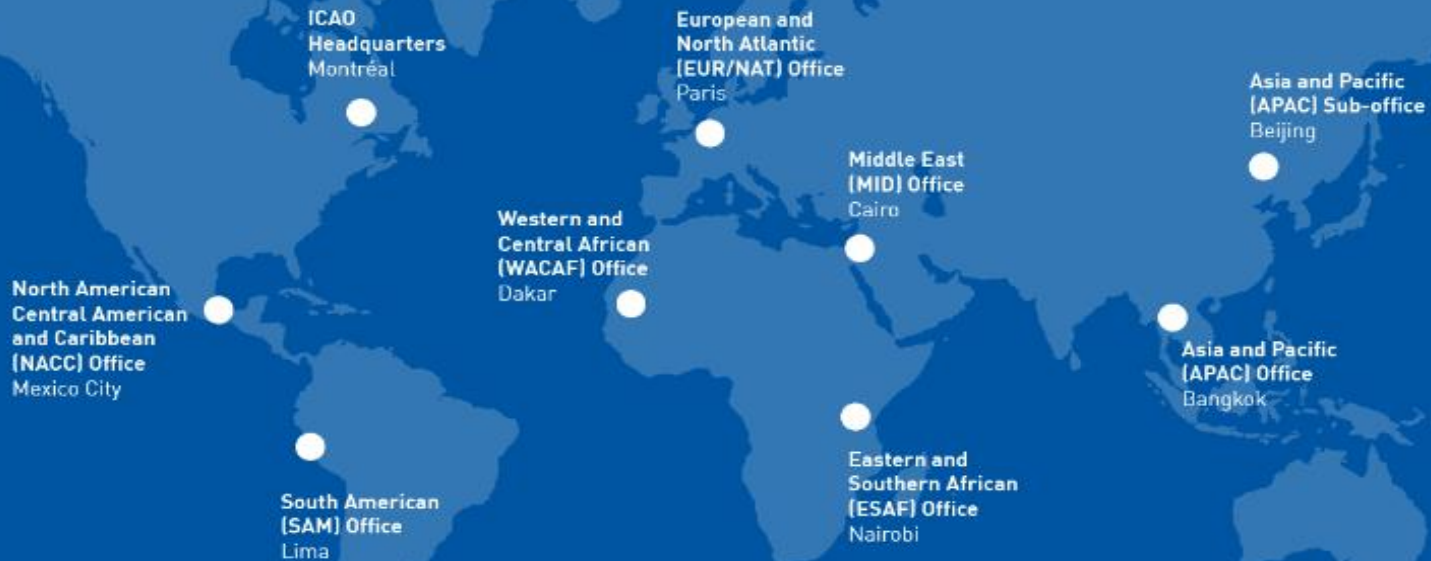 ICAO
Headquarters
Montréal
European and
North Atlantic
(EUR/NAT) Office
Paris
Asia and Pacific
(APAC) Sub-office
Beijing
Middle East
(MID) Office
Cairo
Western and
Central African
(WACAF) Office
Dakar
North American
Central American
and Caribbean
(NACC) Office
Mexico City
Asia and Pacific
(APAC) Office
Bangkok
Eastern and
Southern African
(ESAF) Office
Nairobi
South American
(SAM) Office
Lima